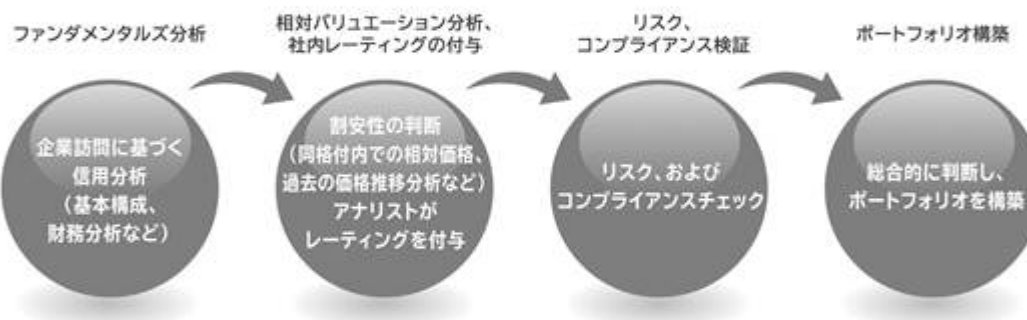 ファンダメンタルズ分析
相対バリュエーション分析、
社内レーティングの付与
リスク、
コンプライアンス検証
ポートフォリオ構築
企業訪問に基づく
信用分析
(基本構成、
財務分析など)
割安性の判断
(同格付内での相対価格、
過去の価格推移分析など)
アナリストが
レーティングを付与
リスク、および
コンプライアンスチェック
総合的に判断し、
ポートフォリオを構築